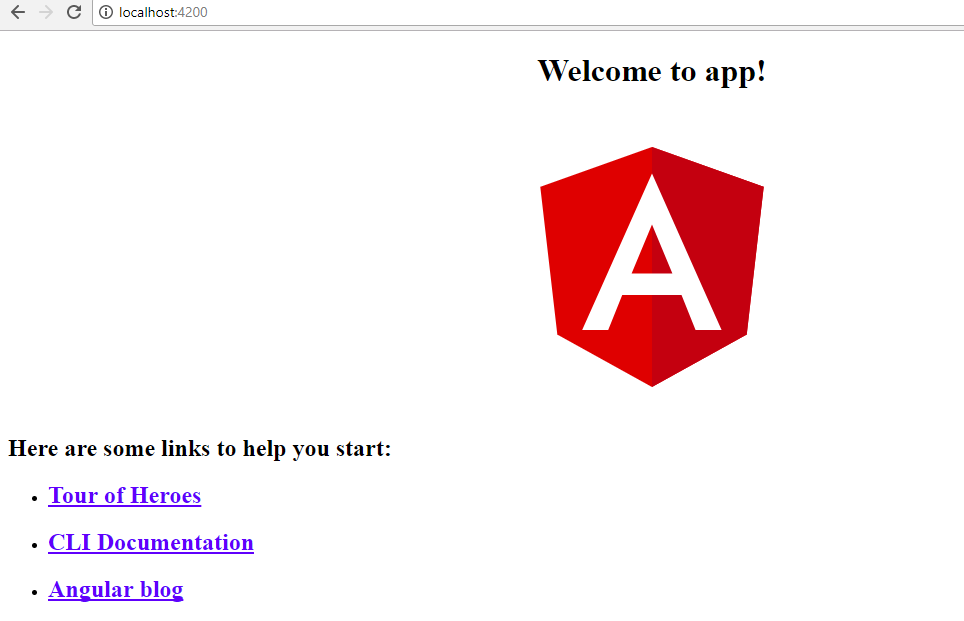 localhost:4200
Welcome to app!
A
Here are some links to help you start:
Tour of Heroes
CLI Documentation
Angular blog